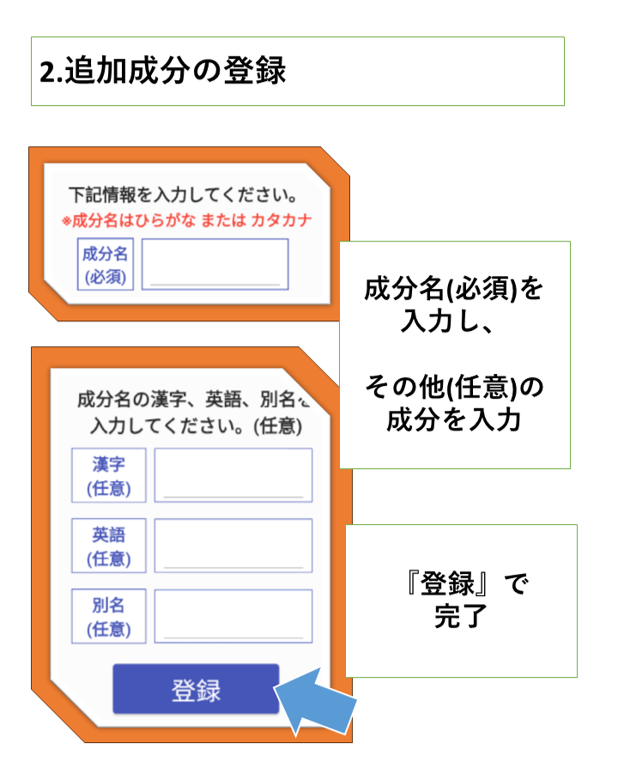 2.追加成分の登録
下記情報を入力してください。
※成分名はひらがな または カタカナ
成分名
(必須)
成分名(必須)を
入力し、
その他(任意)の
成分を入力
成分名の漢字、英語、別名を
入力してください。(任意)
漢字
(任意)
英語
(任意)
別名
(任意)
登録
『登録』で
完了